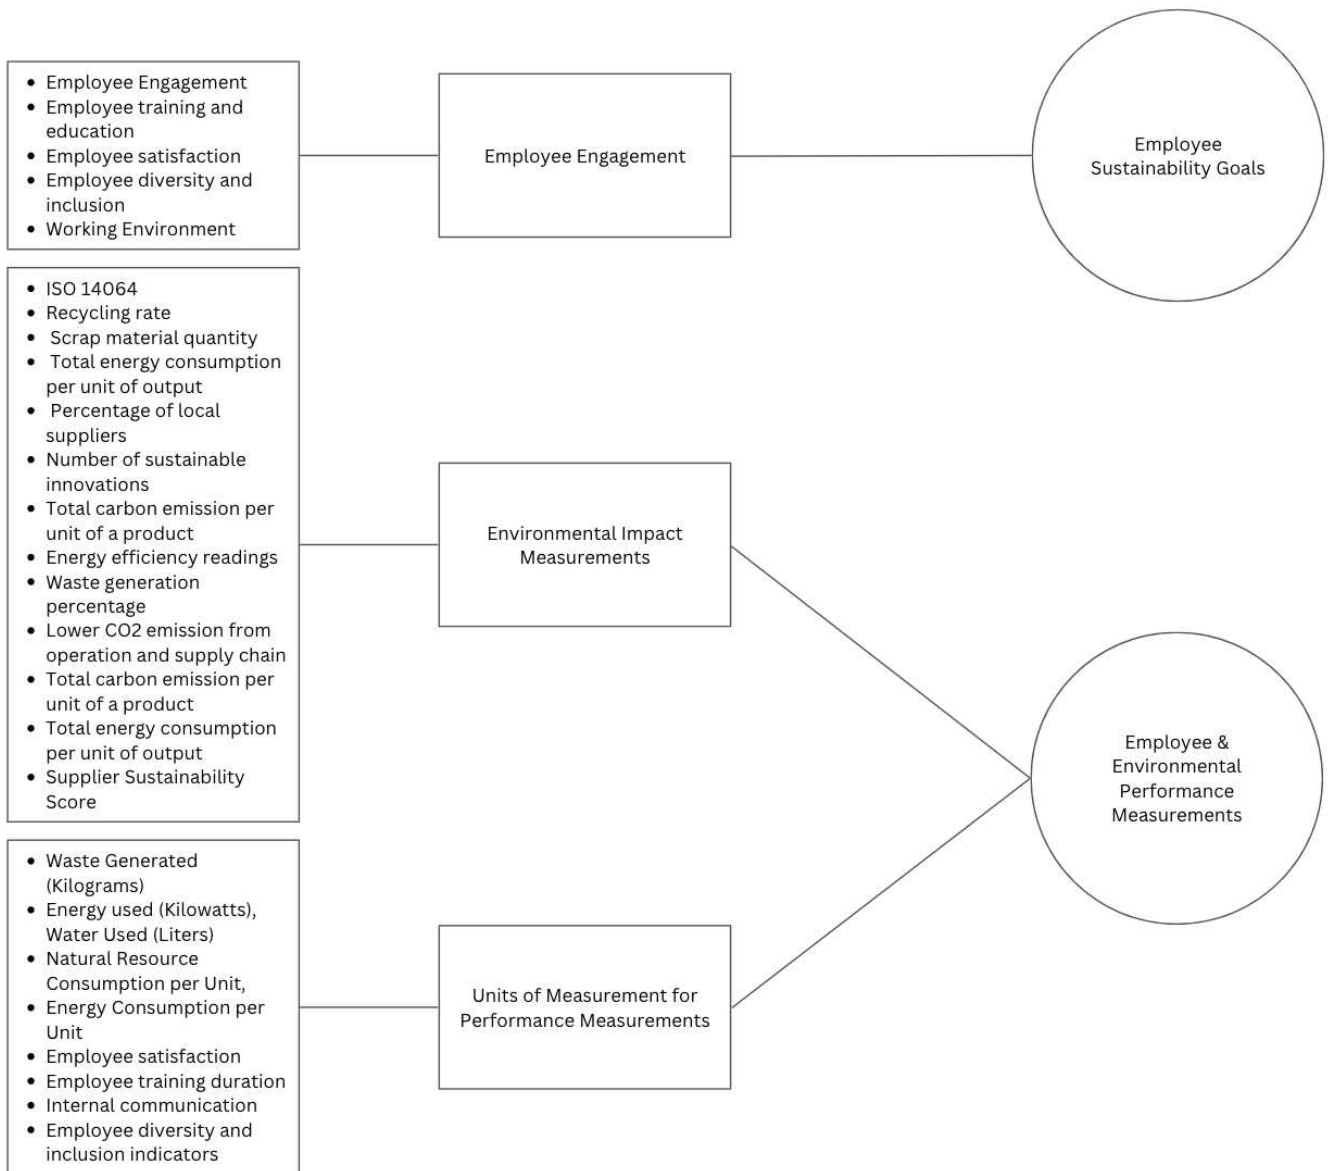 • Employee Engagement
• Employee training and
education
• Employee satisfaction
• Employee diversity and
inclusion
• Working Environment
Employee Engagement
Employee
Sustainability Goals
• ISO 14064
• Recycling rate
• Scrap material quantity
• Total energy consumption
per unit of output
• Percentage of local
suppliers
• Number of sustainable
innovations
• Total carbon emission per
unit of a product
• Energy efficiency readings
• Waste generation
percentage
• Lower CO2 emission from
operation and supply chain
• Total carbon emission per
unit of a product
• Total energy consumption
per unit of output
• Supplier Sustainability
Score
Environmental Impact
Measurements
• Waste Generated
(Kilograms)
• Energy used (Kilowatts),
Water Used (Liters)
• Natural Resource
Consumption per Unit,
• Energy Consumption per
Unit
• Employee satisfaction
• Employee training duration
• Internal communication
• Employee diversity and
inclusion indicators
Units of Measurement for
Performance Measurements
Employee &
Environmental
Performance
Measurements